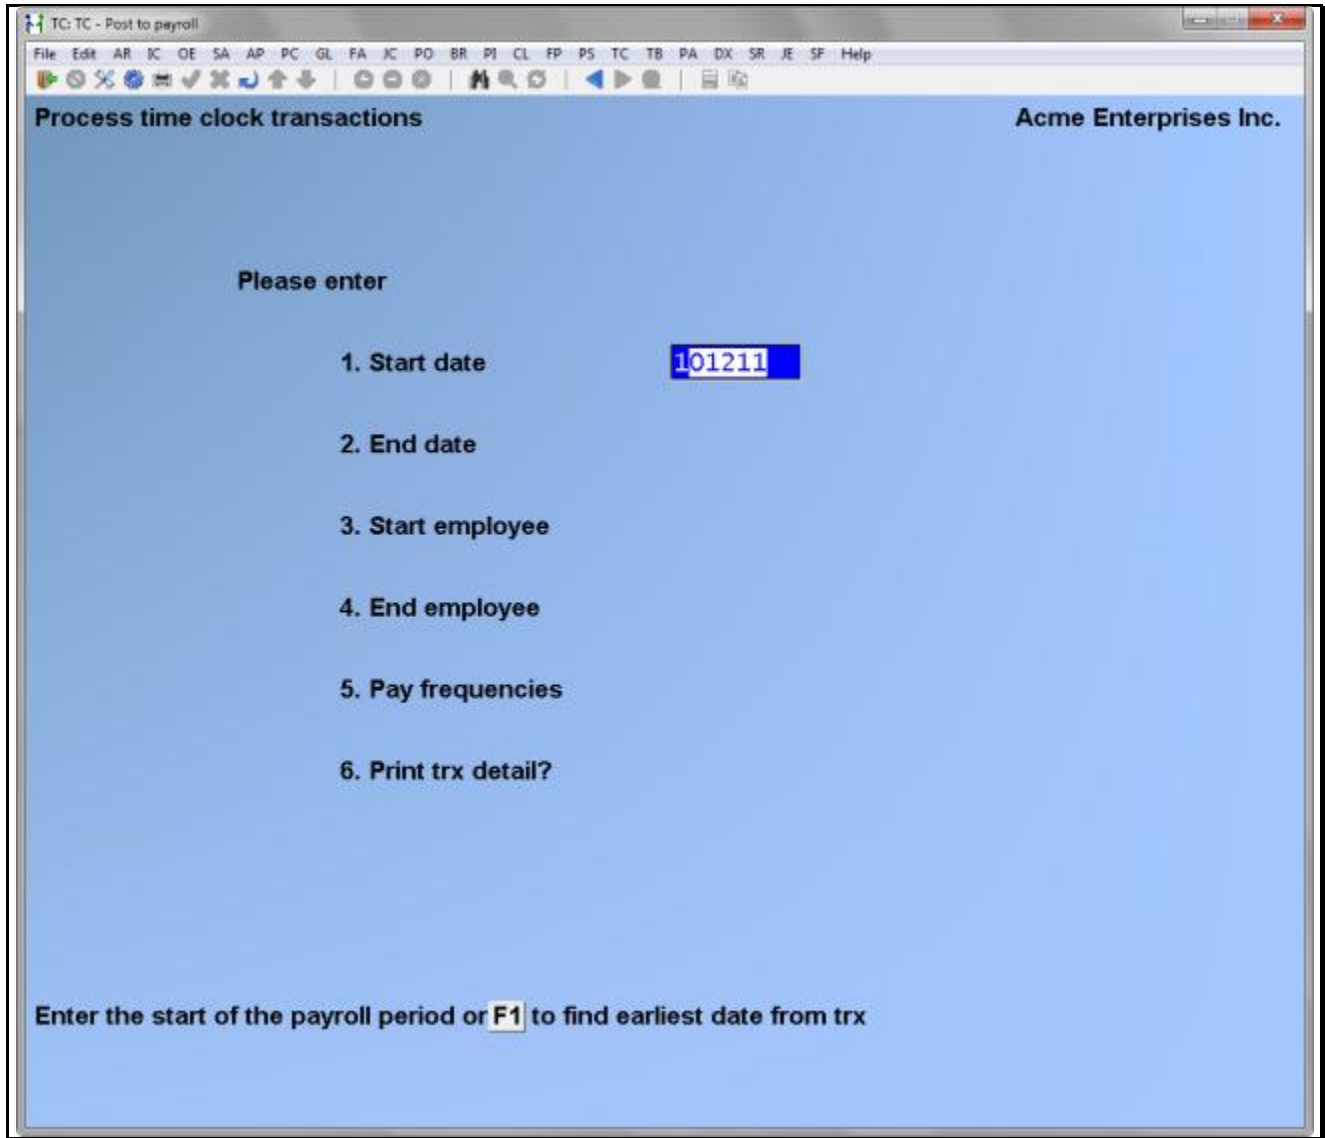 TC: TC - Post to payroll
File Edit AR IC OE SA AP PC GL FA JC PO BR PI CL FP PS TC TB PA DX SR JE SF Help
Process time clock transactions Acme Enterprises Inc.
Please enter
1. Start date 101211
2. End date
3. Start employee
4. End employee
5. Pay frequencies
6. Print trx detail?
Enter the start of the payroll period or F1 to find earliest date from trx